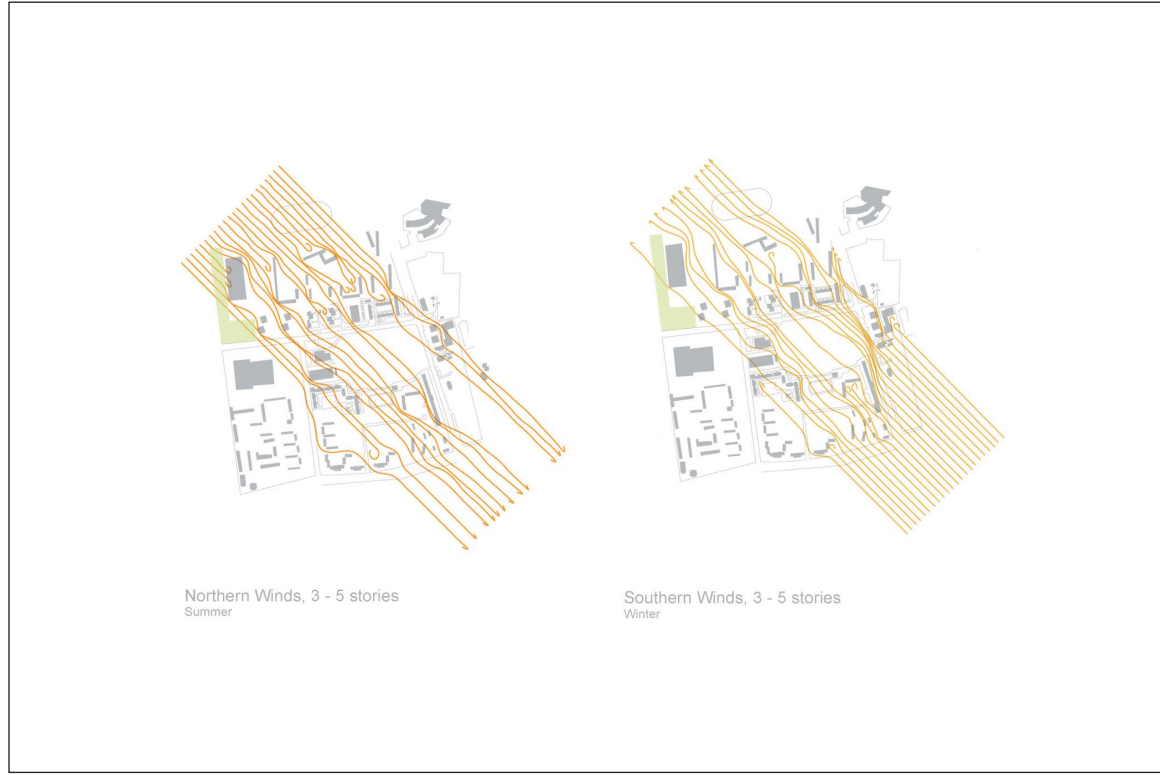 Northern Winds, 3 - 5 stories
Summer
Southern Winds, 3 - 5 stories
Winter